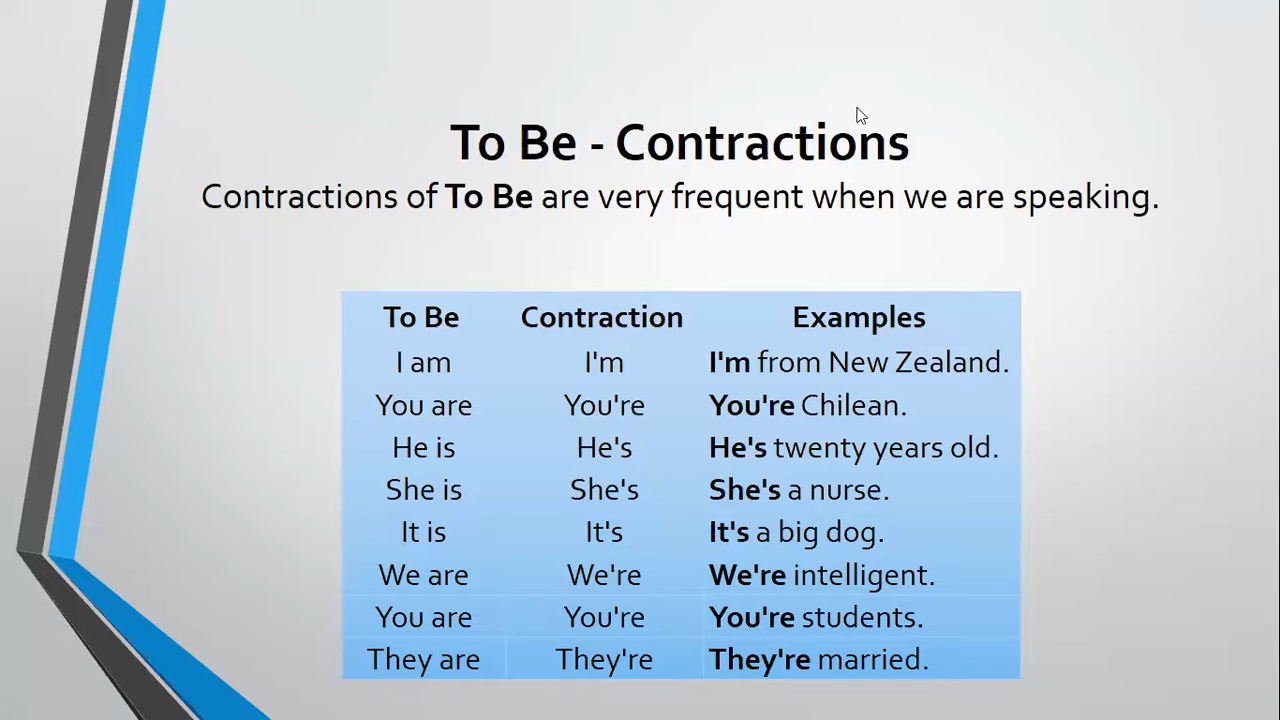 To Be - Contractions
Contractions of To Be are very frequent when we are speaking.
To Be Contraction Examples
I am I'm I'm from New Zealand.
You are You're You're Chilean.
He is He's He's twenty years old.
She is She's She's a nurse.
It is It's It's a big dog.
We are We're We're intelligent.
You are You're You're students.
They are They're They're married.